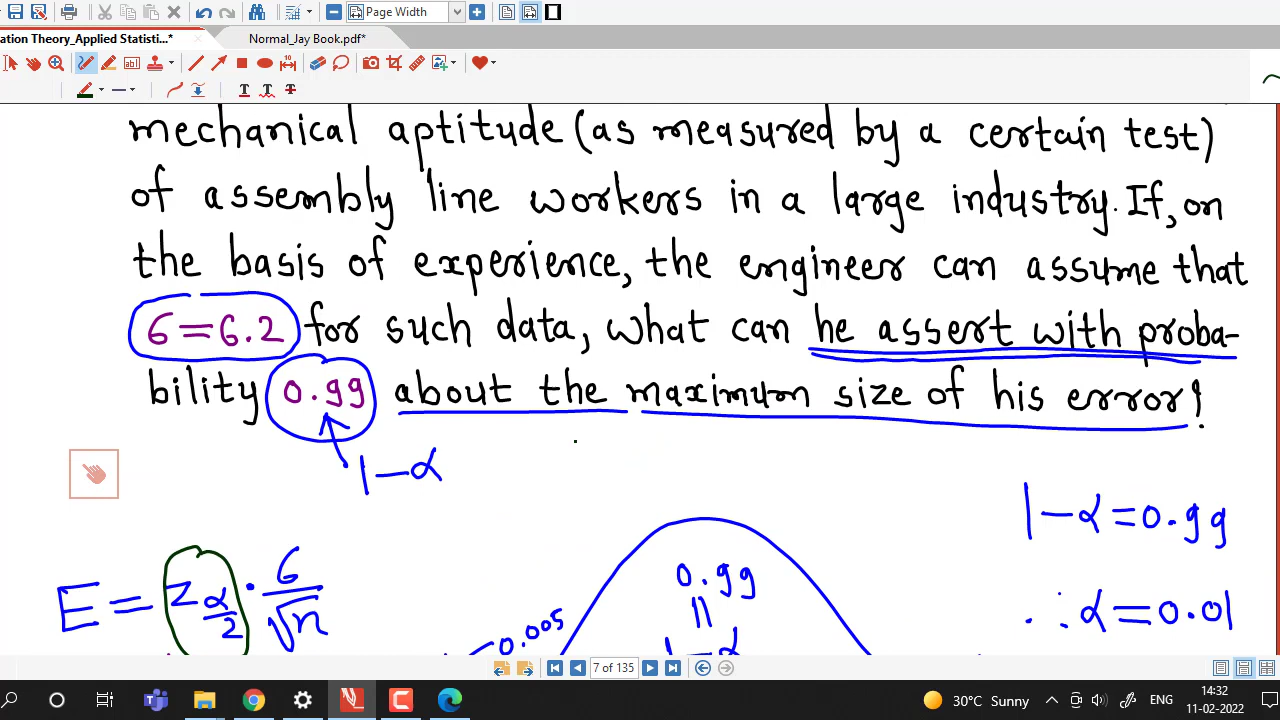 Page Width
ation Theory_Applied Statisti...*
Normal_Jay Book.pdf*
mechanical aptitude (as measured by a certain test)
of assembly line workers in a large industry. If, on
the basis of experience, the engineer can assume that
σ = 6.2 for such data, what can he assert with proba-
bility 0.99 about the maximum size of his error?
1-α
1-α=0.99
E = z α/2 · σ/√n
0.99
=
1-α
0.005
∴ α=0.01
7 of 135
30°C Sunny
ENG
14:32
11-02-2022